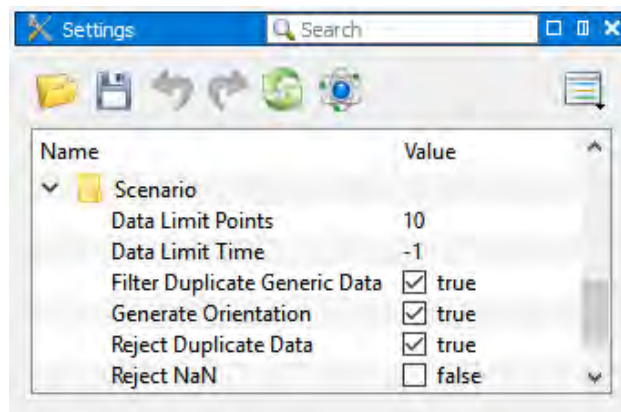 Settings Search
Name Value
Scenario
Data Limit Points 10
Data Limit Time -1
Filter Duplicate Generic Data true
Generate Orientation true
Reject Duplicate Data true
Reject NaN false